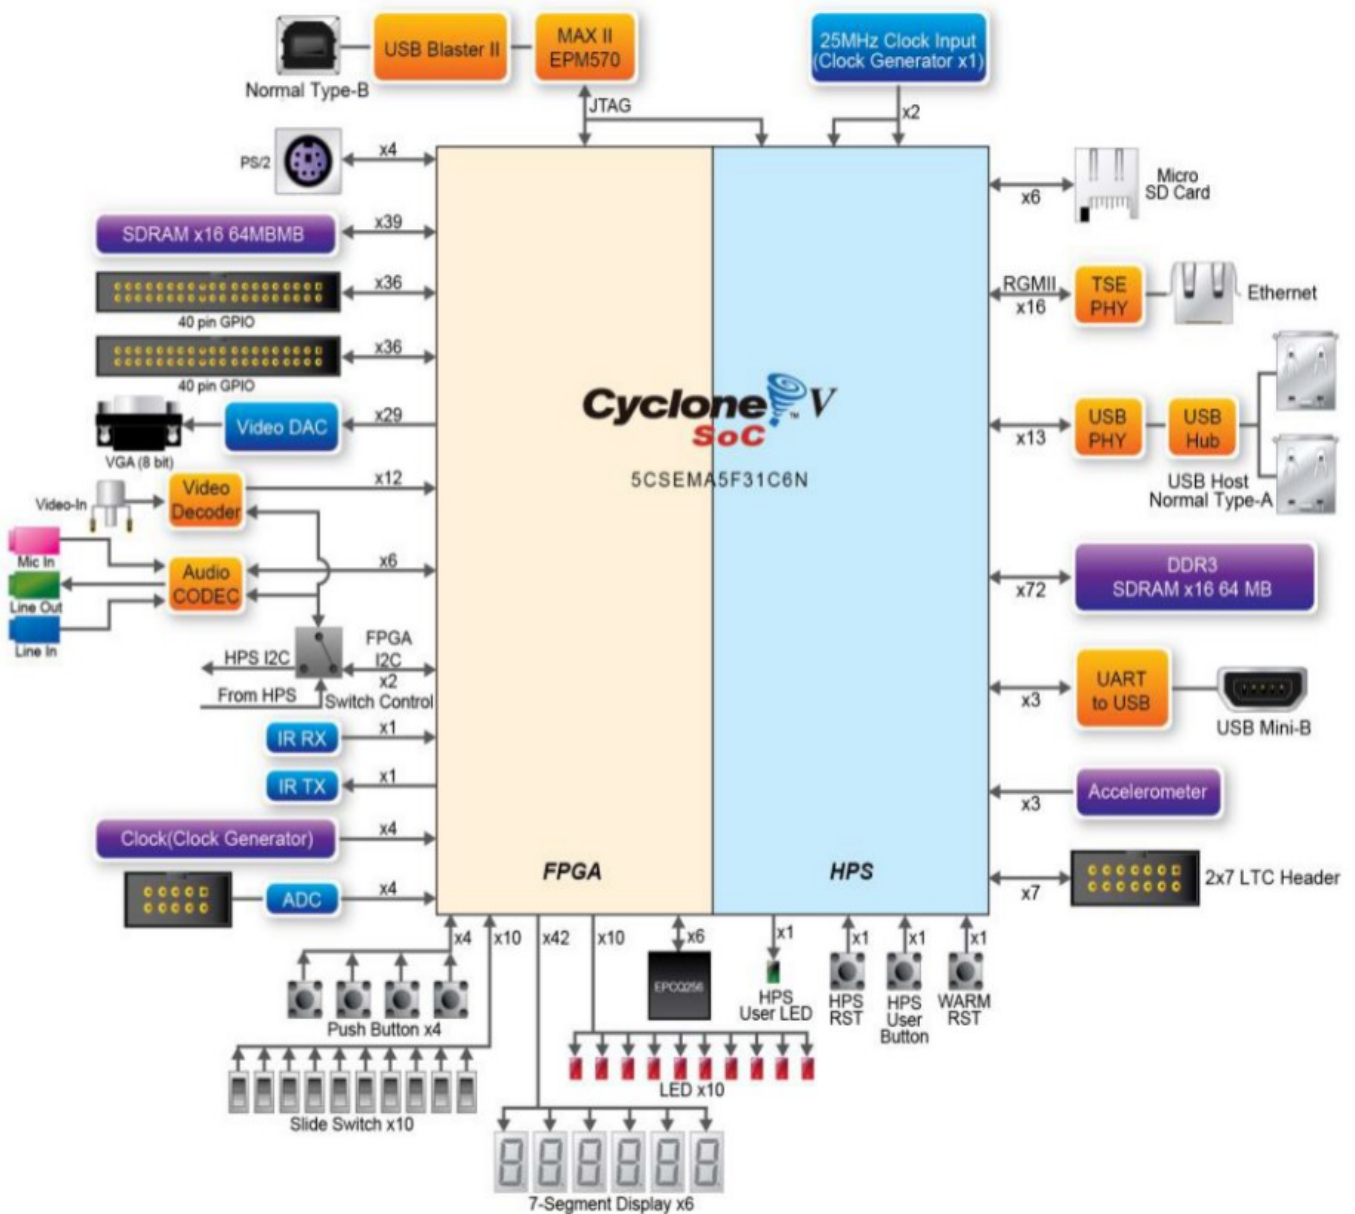 Normal Type-B
USB Blaster II
MAX II
EPM570
JTAG
25MHz Clock Input
(Clock Generator x1)
x2
PS/2
x4
SDRAM x16 64MBMB
x39
x36
40 pin GPIO
x36
40 pin GPIO
VGA (8 bit)
Video DAC
x29
Video-In
Video
Decoder
x12
Mic In
Line Out
Line In
Audio
CODEC
x6
HPS I2C
From HPS
FPGA
I2C
x2
Switch Control
IR RX
x1
IR TX
x1
Clock(Clock Generator)
x4
ADC
x4
Cyclone V
TM
SoC
5CSEMA5F31C6N
FPGA
HPS
x6
Micro
SD Card
RGMII
x16
TSE
PHY
Ethernet
x13
USB
PHY
USB
Hub
USB Host
Normal Type-A
x72
DDR3
SDRAM x16 64 MB
x3
UART
to USB
USB Mini-B
x3
Accelerometer
x7
2x7 LTC Header
x4
x10
x42
x10
x6
x1
x1
x1
x1
Push Button x4
Slide Switch x10
7-Segment Display x6
LED x10
EPCQ256
HPS
User LED
HPS
RST
HPS
User
Button
WARM
RST